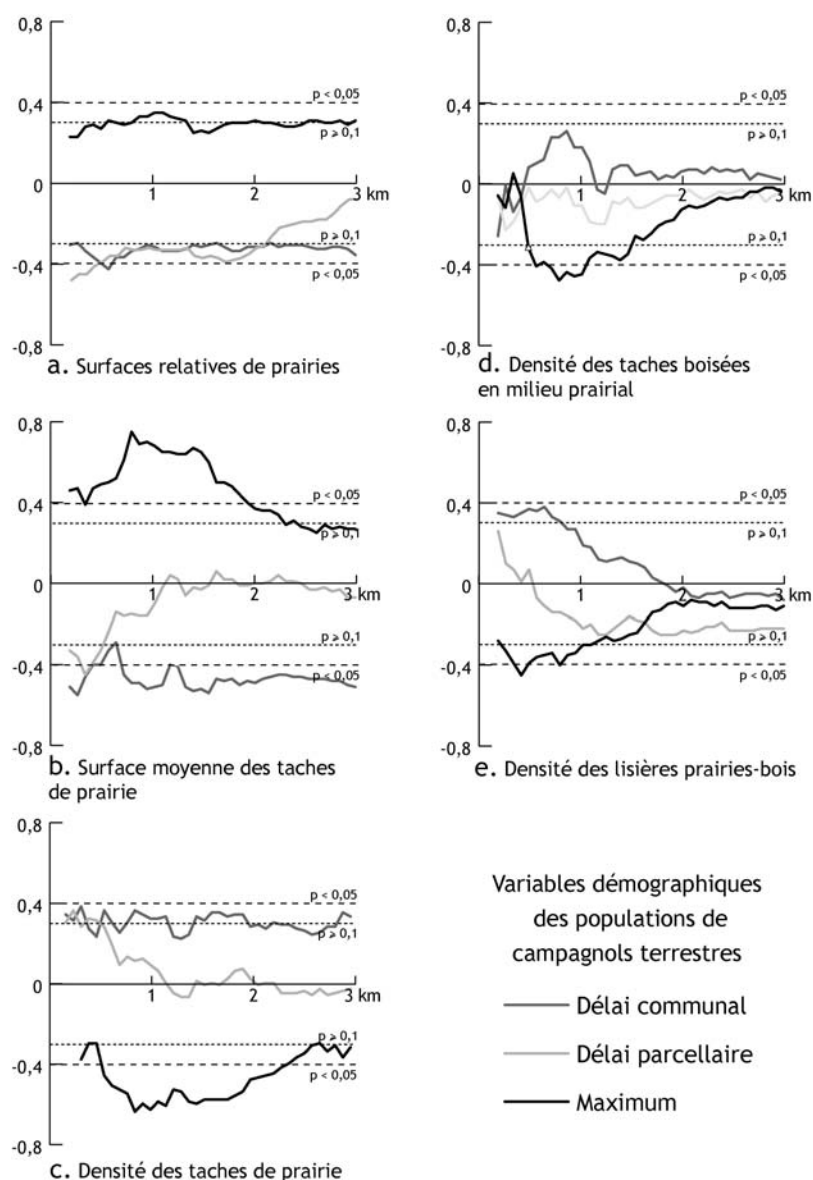 0,8
p < 0,05
0,4
p ⩾ 0,1
0
1
2
3 km
p ⩾ 0,1
-0,4
p < 0,05
-0,8
a. Surfaces relatives de prairies
0,8
p < 0,05
0,4
p ⩾ 0,1
0
1
2
3 km
p ⩾ 0,1
-0,4
p < 0,05
-0,8
d. Densité des taches boisées
en milieu prairial
0,8
p < 0,05
0,4
p ⩾ 0,1
0
1
2
3 km
p ⩾ 0,1
-0,4
p < 0,05
-0,8
b. Surface moyenne des taches
de prairie
0,8
p < 0,05
0,4
p ⩾ 0,1
0
1
2
3 km
p ⩾ 0,1
-0,4
p < 0,05
-0,8
e. Densité des lisières prairies-bois
0,8
p < 0,05
0,4
p ⩾ 0,1
0
1
2
3 km
p ⩾ 0,1
-0,4
p < 0,05
-0,8
c. Densité des taches de prairie
Variables démographiques
des populations de
campagnols terrestres
Délai communal
Délai parcellaire
Maximum